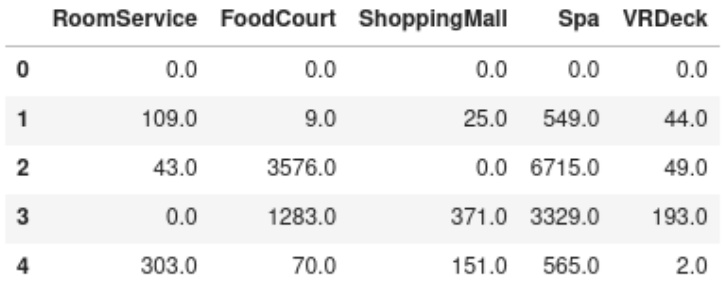 RoomService FoodCourt ShoppingMall Spa VRDeck
0 0.0 0.0 0.0 0.0 0.0
1 109.0 9.0 25.0 549.0 44.0
2 43.0 3576.0 0.0 6715.0 49.0
3 0.0 1283.0 371.0 3329.0 193.0
4 303.0 70.0 151.0 565.0 2.0